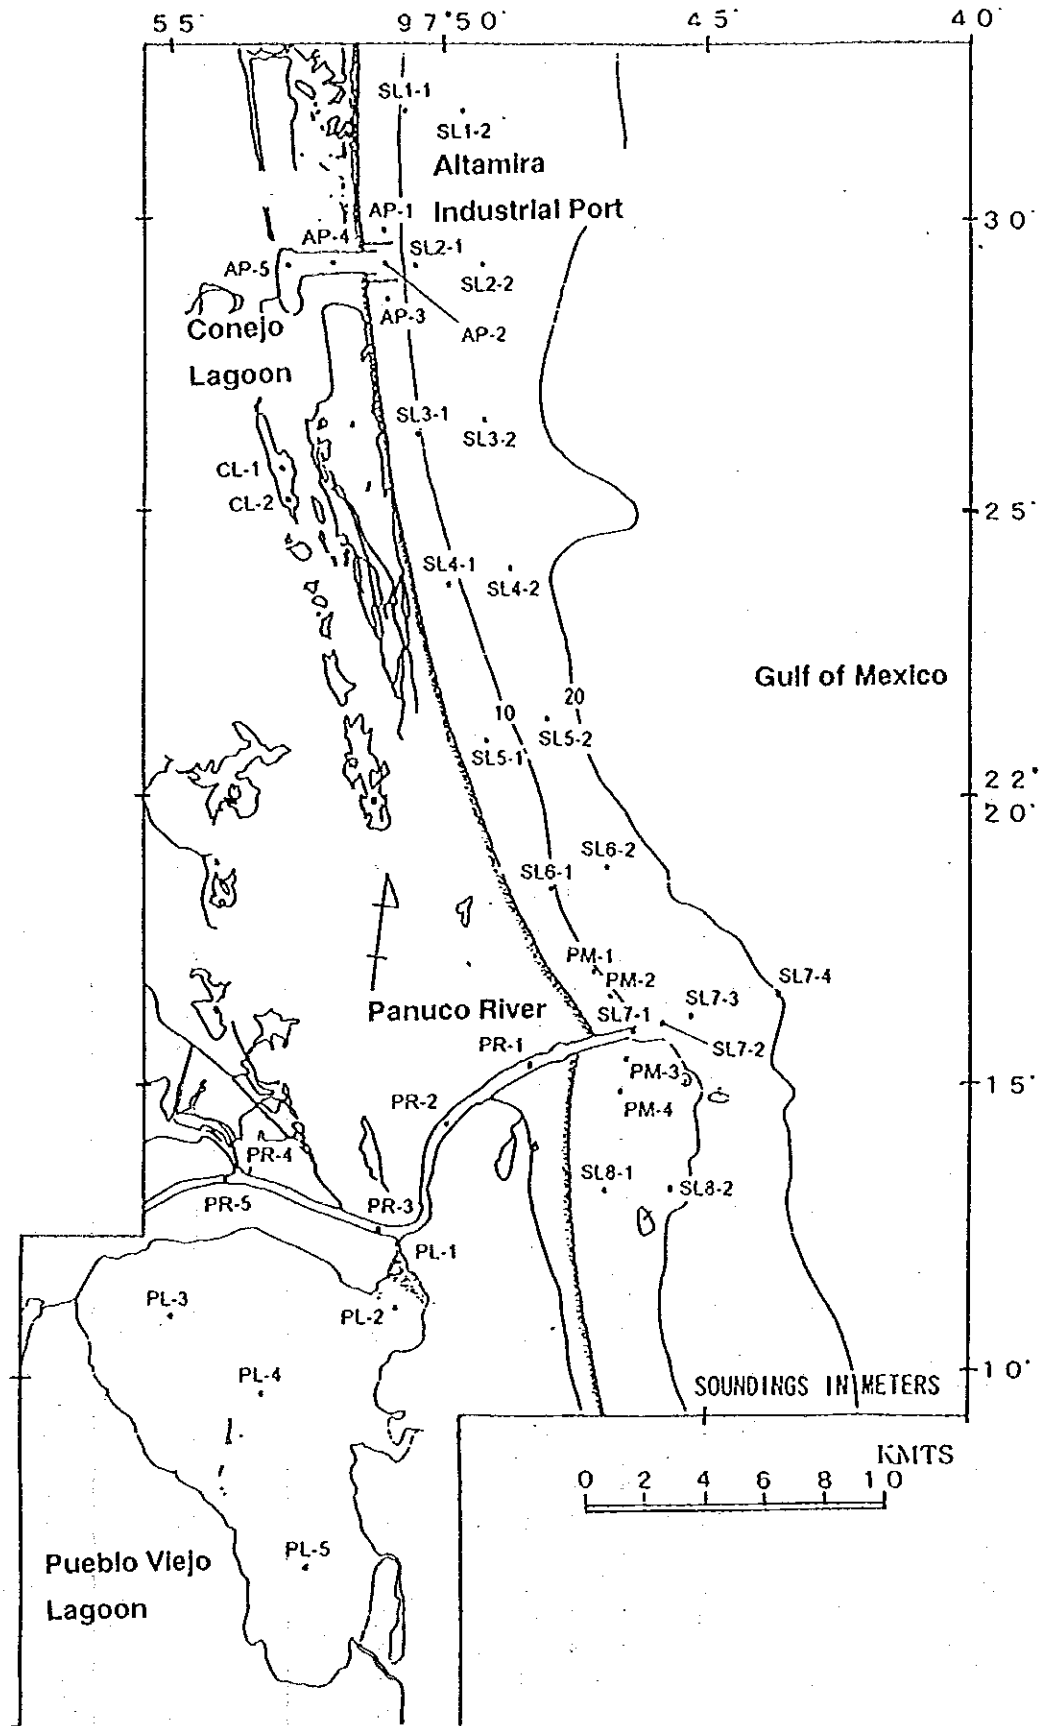 55'
97°50'
45'
40'
SL1-1
SL1-2
Altamira
Industrial Port
AP-1
30'
AP-4
SL2-1
AP-5
SL2-2
AP-3
AP-2
Conejo
Lagoon
SL3-1
SL3-2
CL-1
CL-2
25'
SL4-1
SL4-2
Gulf of Mexico
20
10
SL5-2
SL5-1
22°
20'
SL6-2
SL6-1
PM-1
PM-2
SL7-4
SL7-3
Panuco River
SL7-1
PR-1
SL7-2
PM-3
15'
PR-2
PM-4
PR-4
SL8-1
SL8-2
PR-5
PR-3
PL-1
PL-3
PL-2
PL-4
10'
SOUNDINGS IN METERS
KMTS
0 2 4 6 8 10
PL-5
Pueblo Viejo
Lagoon